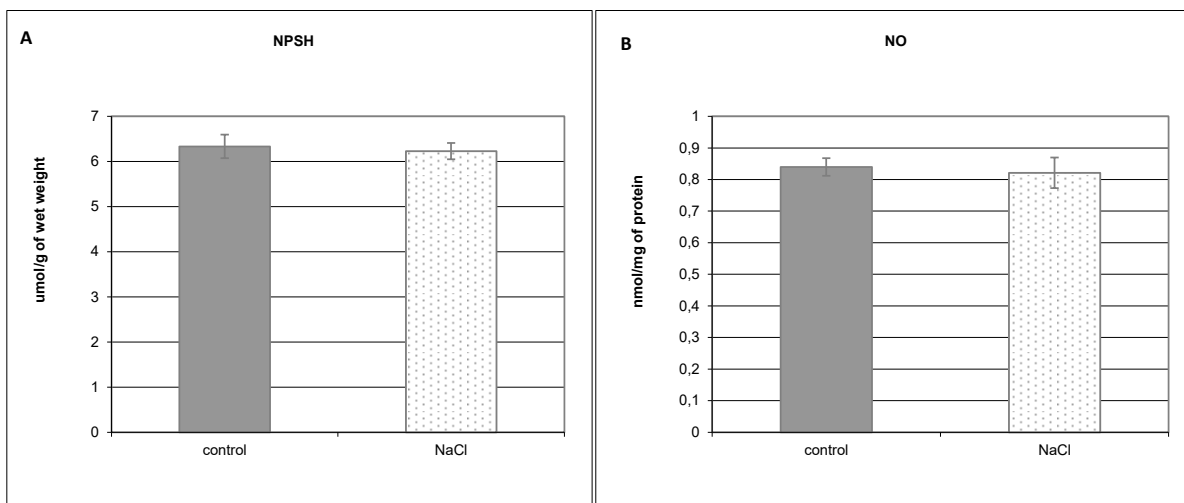 A
NPSH
umol/g of wet weight
7
6
5
4
3
2
1
0
control
NaCl
B
NO
nmol/mg of protein
1
0,9
0,8
0,7
0,6
0,5
0,4
0,3
0,2
0,1
0
control
NaCl